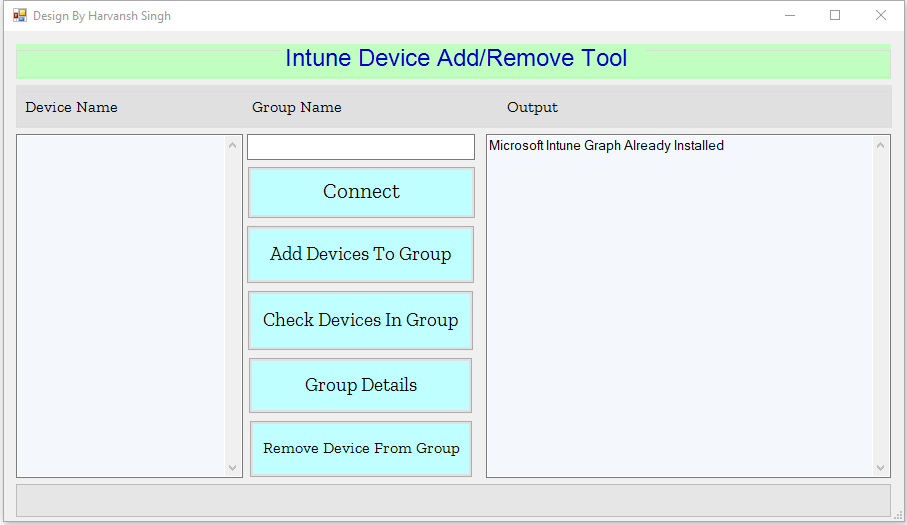 Design By Harvansh Singh
Intune Device Add/Remove Tool
Device Name
Group Name
Output
Microsoft Intune Graph Already Installed
Connect
Add Devices To Group
Check Devices In Group
Group Details
Remove Device From Group